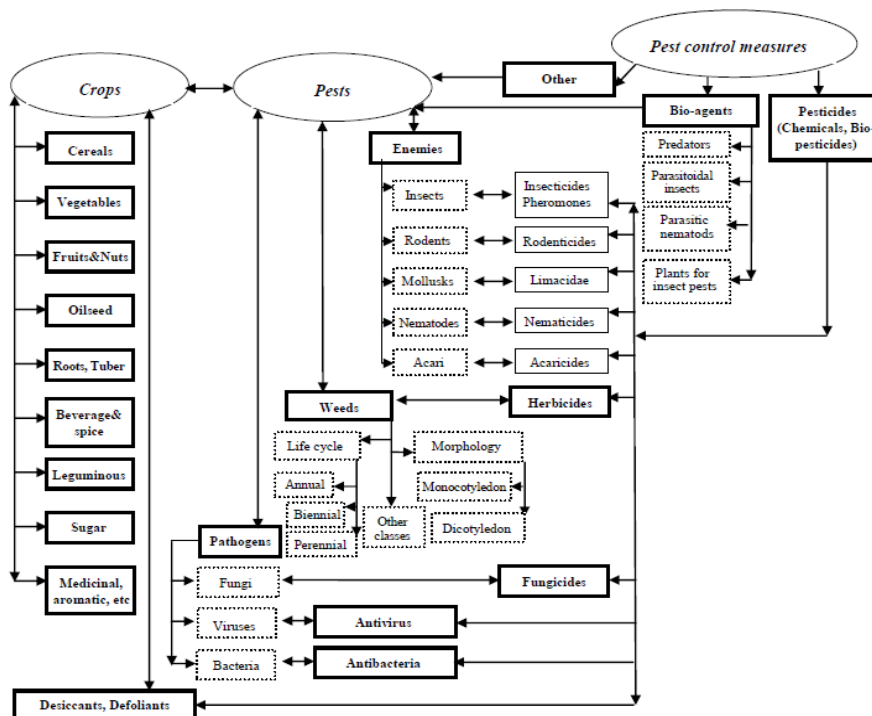 Pest control measures
Crops
Pests
Other
Bio-agents
Pesticides
(Chemicals, Bio-
pesticides)
Cereals
Vegetables
Fruits&Nuts
Oilseed
Roots, Tuber
Beverage&
spice
Leguminous
Sugar
Medicinal,
aromatic, etc
Enemies
Insects
Rodents
Mollusks
Nematodes
Acari
Insecticides
Pheromones
Rodenticides
Limacidae
Nematicides
Acaricides
Predators
Parasitoidal
insects
Parasitic
nematods
Plants for
insect pests
Weeds
Herbicides
Life cycle
Annual
Biennial
Perennial
Other
classes
Morphology
Monocotyledon
Dicotyledon
Pathogens
Fungi
Viruses
Bacteria
Fungicides
Antivirus
Antibacteria
Desiccants, Defoliants